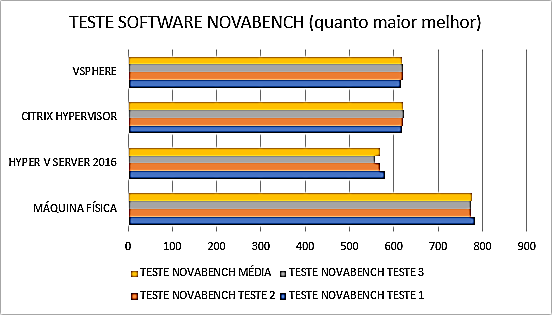 TESTE SOFTWARE NOVABENCH (quanto maior melhor)
VSPHERE
CITRIX HYPERVISOR
HYPER V SERVER 2016
MÁQUINA FÍSICA
0 100 200 300 400 500 600 700 800 900
TESTE NOVABENCH MÉDIA TESTE NOVABENCH TESTE 3
TESTE NOVABENCH TESTE 2 TESTE NOVABENCH TESTE 1